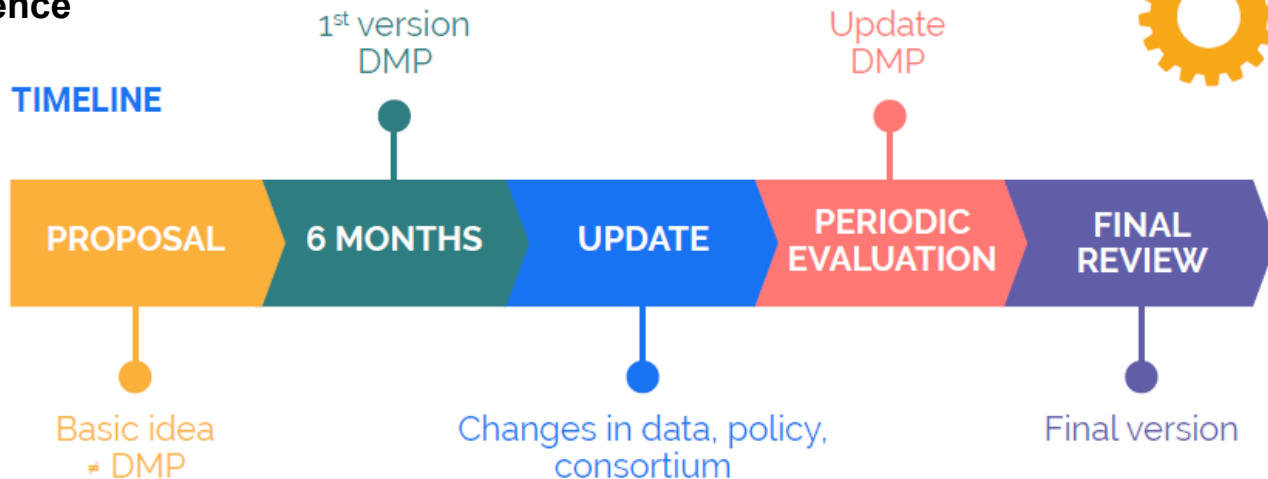 ence
1st version
DMP
Update
DMP
TIMELINE
PROPOSAL
6 MONTHS
UPDATE
PERIODIC
EVALUATION
FINAL
REVIEW
Basic idea
≠ DMP
Changes in data, policy,
consortium
Final version